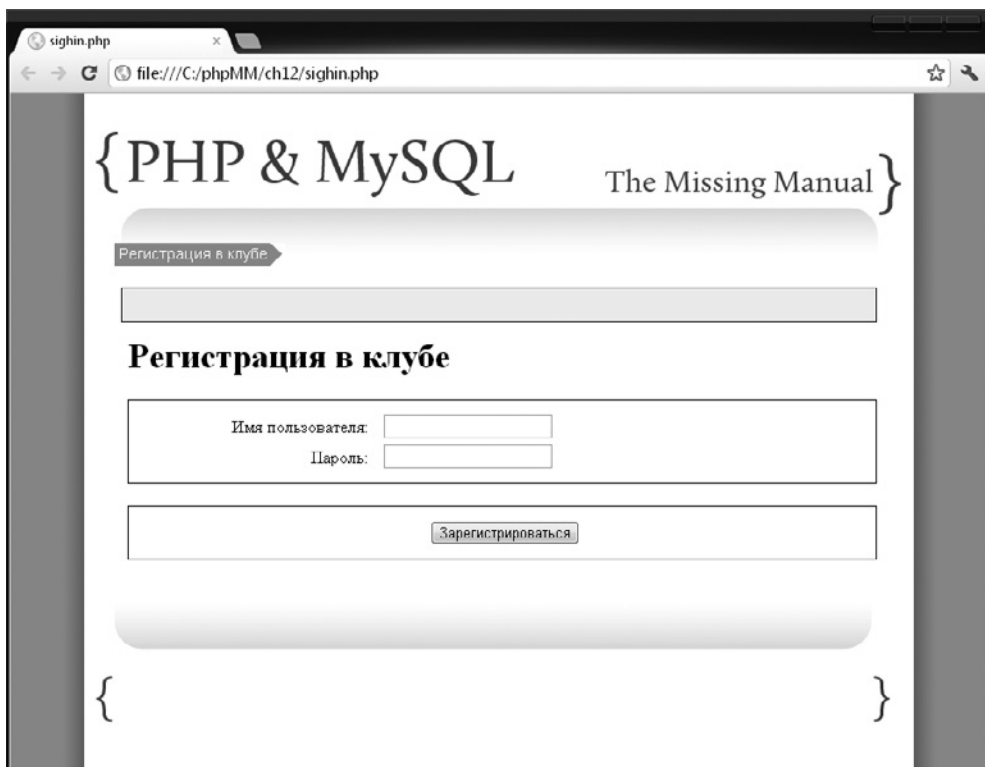 sighin.php
file:///C:/phpMM/ch12/sighin.php
{PHP & MySQL
The Missing Manual}
Регистрация в клубе
Регистрация в клубе
Имя пользователя:
Пароль:
Зарегистрироваться
{ }